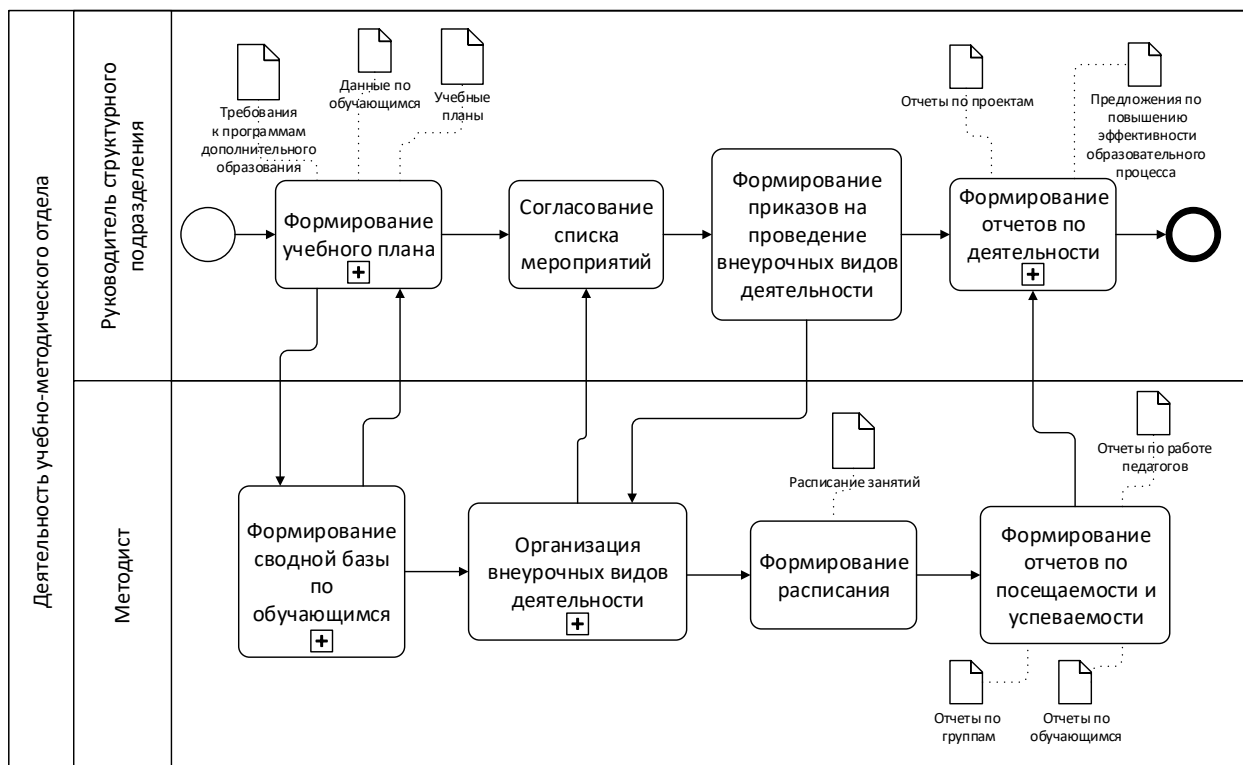 Деятельность учебно-методического отдела
Руководитель структурного
подразделения
Требования
к программам
дополнительного
образования
Данные по
обучающимся
Учебные
планы
Отчеты по проектам
Предложения по
повышению
эффективности
образовательного
процесса
Формирование
учебного плана
Согласование
списка
мероприятий
Формирование
приказов на
проведение
внеурочных видов
деятельности
Формирование
отчетов по
деятельности
Методист
Расписание занятий
Отчеты по работе
педагогов
Формирование
сводной базы
по
обучающимся
Организация
внеурочных видов
деятельности
Формирование
расписания
Формирование
отчетов по
посещаемости и
успеваемости
Отчеты по
группам
Отчеты по
обучающимся